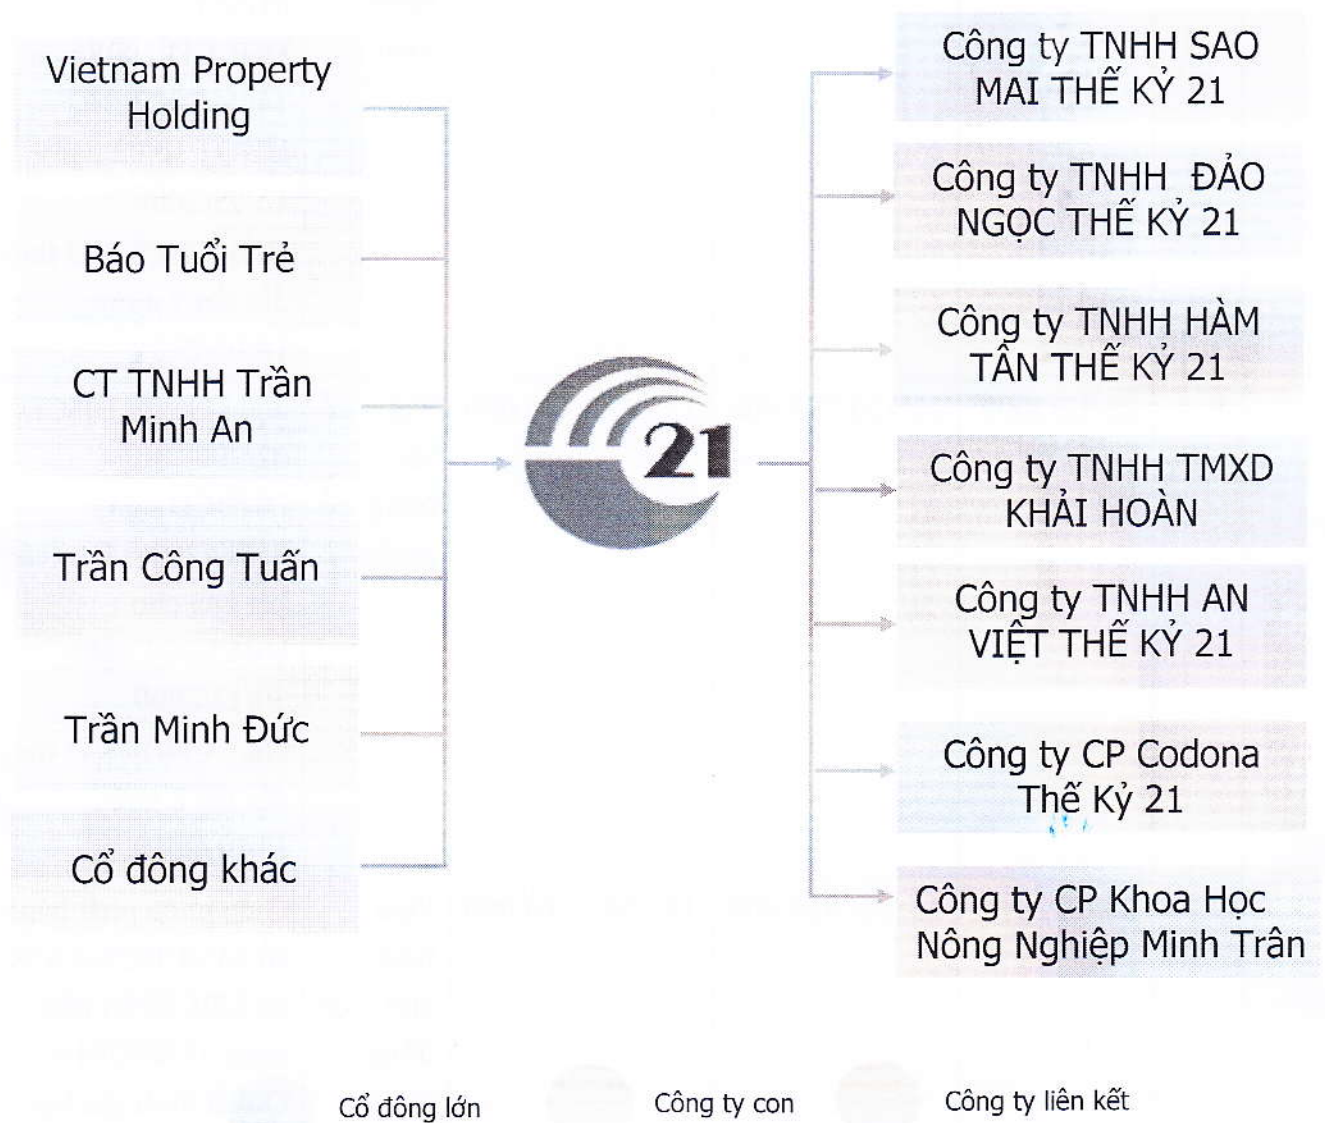 Vietnam Property
Holding
Báo Tuổi Trẻ
CT TNHH Trần
Minh An
Trần Công Tuấn
Trần Minh Đức
Cổ đông khác
21
Công ty TNHH SAO
MAI THẾ KỶ 21
Công ty TNHH ĐẢO
NGỌC THẾ KỶ 21
Công ty TNHH HÀM
TÂN THẾ KỶ 21
Công ty TNHH TMXD
KHẢI HOÀN
Công ty TNHH AN
VIỆT THẾ KỶ 21
Công ty CP Codona
Thế Kỷ 21
Công ty CP Khoa Học
Nông Nghiệp Minh Trân
Cổ đông lớn
Công ty con
Công ty liên kết